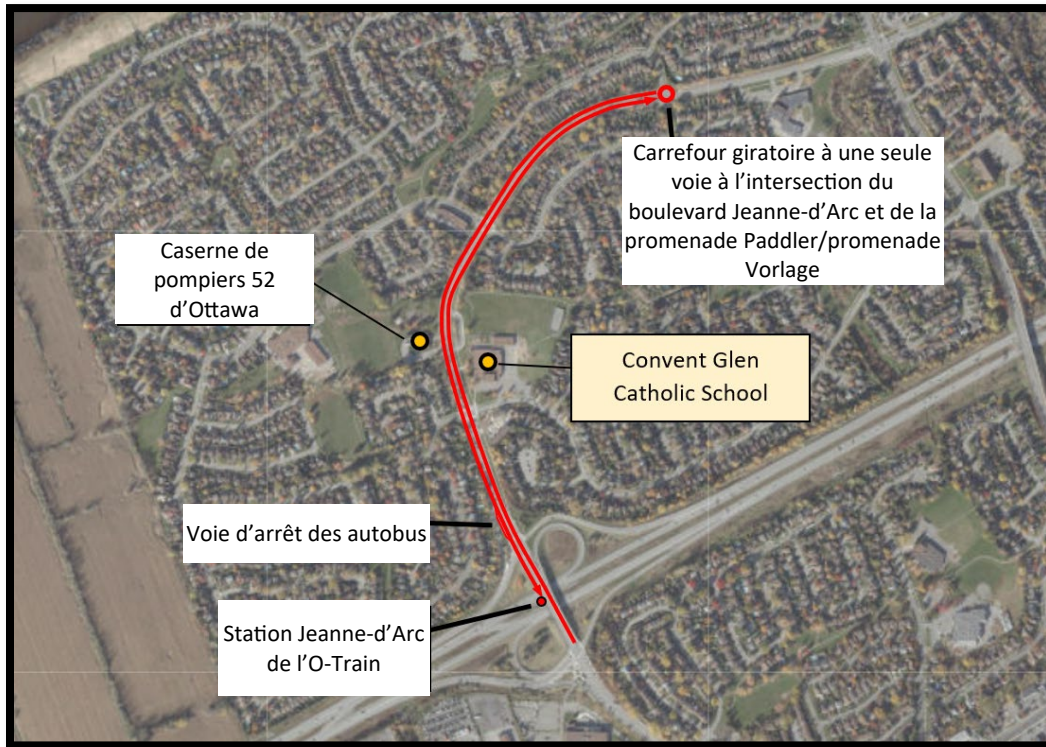 Carrefour giratoire à une seule
voie à l’intersection du
boulevard Jeanne-d’Arc et de la
promenade Paddler/promenade
Vorlage
Caserne de
pompiers 52
d’Ottawa
Convent Glen
Catholic School
Voie d’arrêt des autobus
Station Jeanne-d’Arc
de l’O-Train